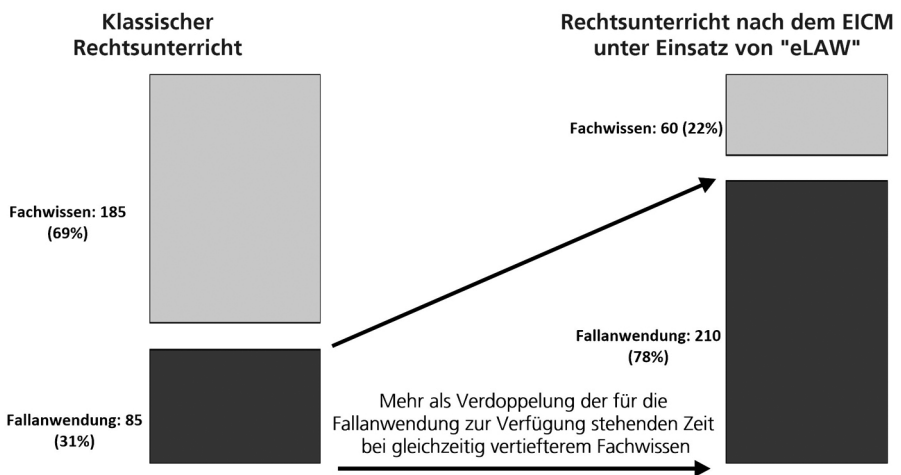 Klassischer
Rechtsunterricht
Rechtsunterricht nach dem EICM
unter Einsatz von "eLAW"
Fachwissen: 60 (22%)
Fachwissen: 185
(69%)
Fallanwendung: 210
(78%)
Fallanwendung: 85
(31%)
Mehr als Verdoppelung der für die
Fallanwendung zur Verfügung stehenden Zeit
bei gleichzeitig vertiefterem Fachwissen